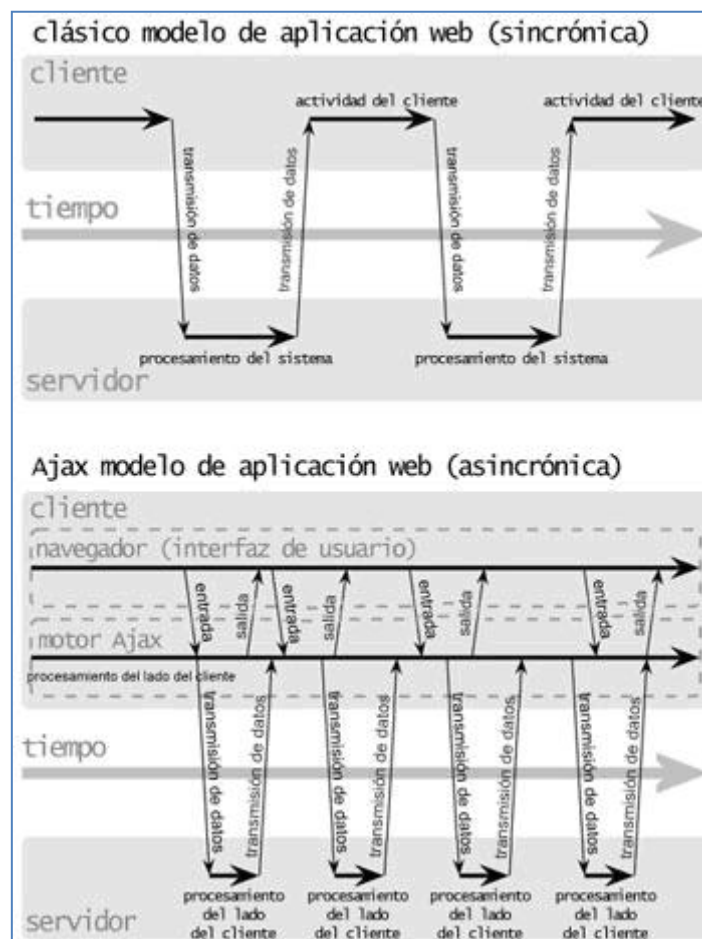 clásico modelo de aplicación web (sincrónica)
cliente
actividad del cliente
actividad del cliente
transmisión de datos
transmisión de datos
transmisión de datos
transmisión de datos
tiempo
procesamiento del sistema
procesamiento del sistema
servidor
Ajax modelo de aplicación web (asincrónica)
cliente
navegador (interfaz de usuario)
entrada
salida
entrada
salida
entrada
salida
entrada
salida
motor Ajax
procesamiento del lado del cliente
transmisión de datos
transmisión de datos
transmisión de datos
transmisión de datos
transmisión de datos
transmisión de datos
transmisión de datos
transmisión de datos
tiempo
procesamiento
del lado
del cliente
procesamiento
del lado
del cliente
procesamiento
del lado
del cliente
procesamiento
del lado
del cliente
servidor